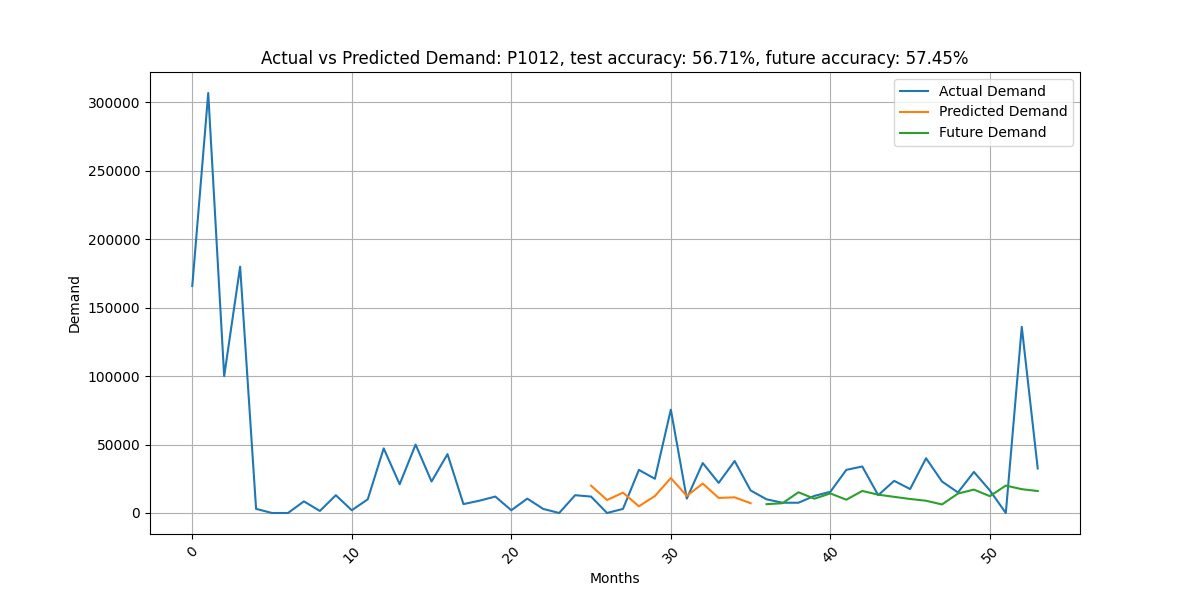 Actual vs Predicted Demand: P1012, test accuracy: 56.71%, future accuracy: 57.45%
Actual Demand
Predicted Demand
Future Demand
300000
250000
200000
150000
100000
50000
0
Demand
0 10 20 30 40 50
Months